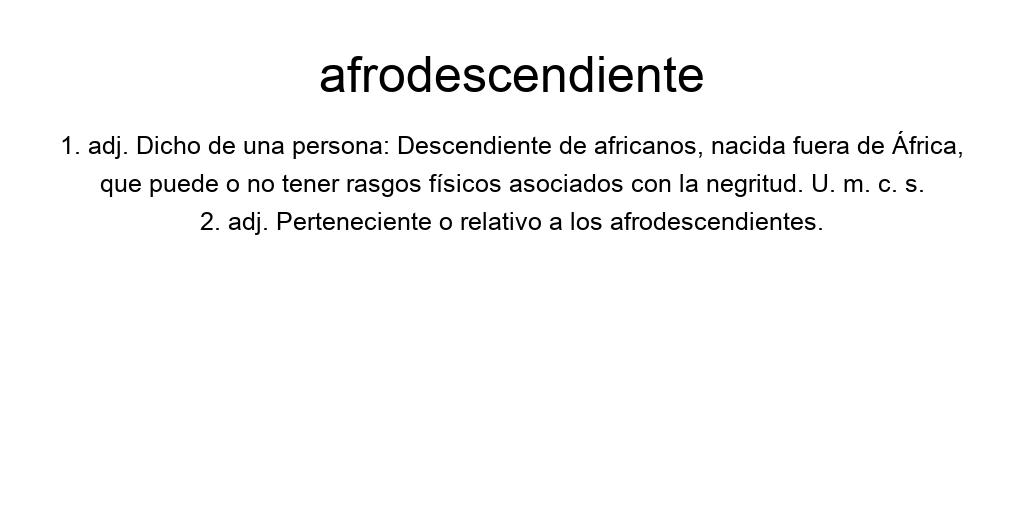 afrodescendiente
1. adj. Dicho de una persona: Descendiente de africanos, nacida fuera de África,
que puede o no tener rasgos físicos asociados con la negritud. U. m. c. s.
2. adj. Perteneciente o relativo a los afrodescendientes.